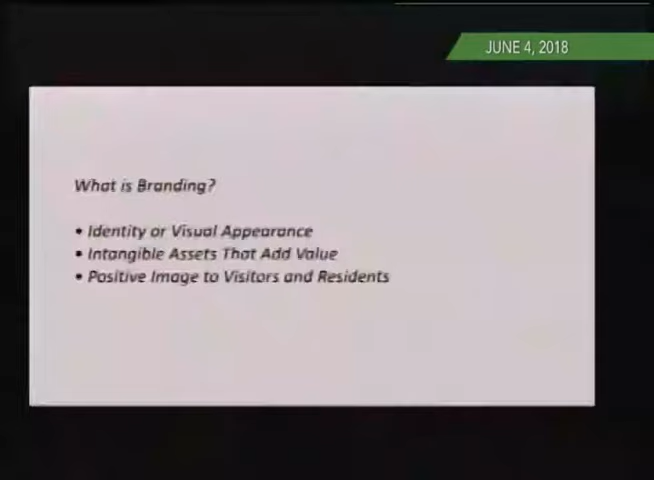 JUNE 4, 2018
What is Branding?
• Identity or Visual Appearance
• Intangible Assets That Add Value
• Positive Image to Visitors and Residents